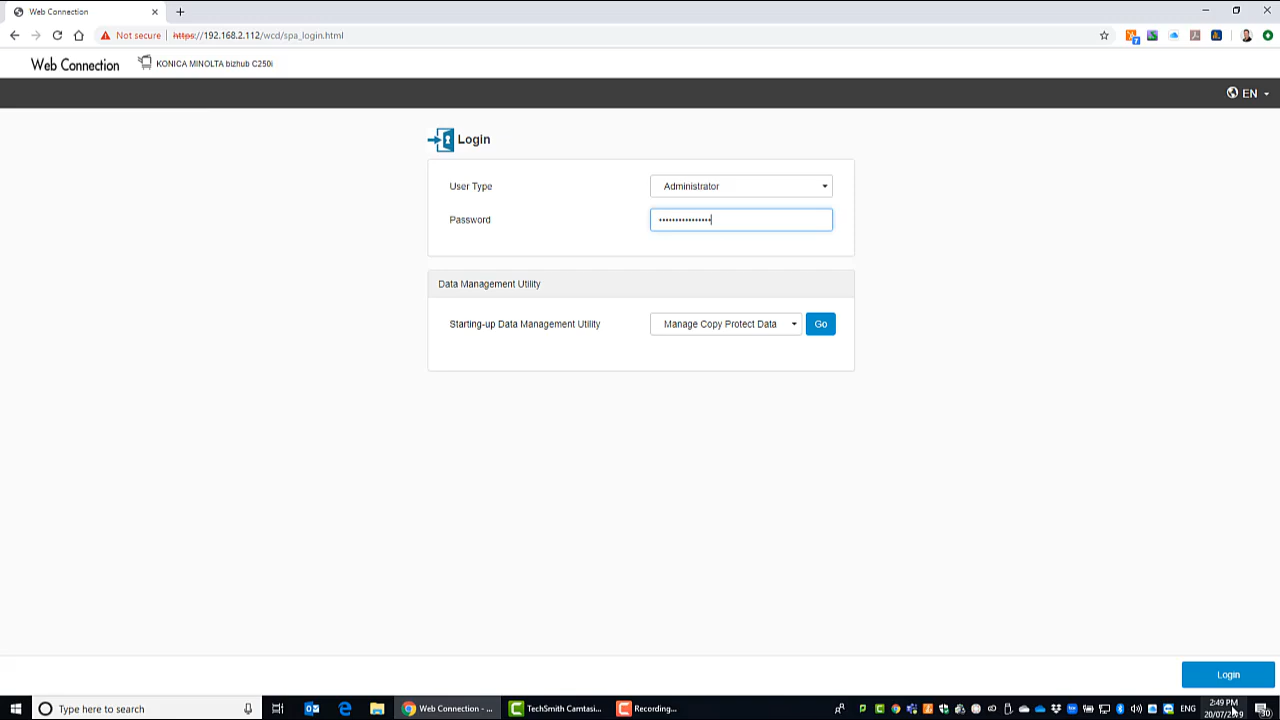 Web Connection
Not secure | https://192.168.2.112/wcd/spa_login.html
Web Connection KONICA MINOLTA bizhub C250i
EN
Login
User Type Administrator
Password ••••••••••••••••
Data Management Utility
Starting-up Data Management Utility Manage Copy Protect Data Go
Login
Type here to search Web Connection - ... TechSmith Camtasi... Recording... ENG 2:49 PM